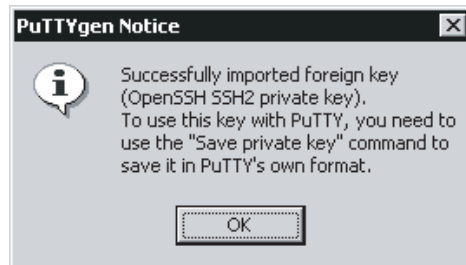 PuTTYgen Notice
Successfully imported foreign key
(OpenSSH SSH2 private key).
To use this key with PuTTY, you need to
use the "Save private key" command to
save it in PuTTY's own format.
OK